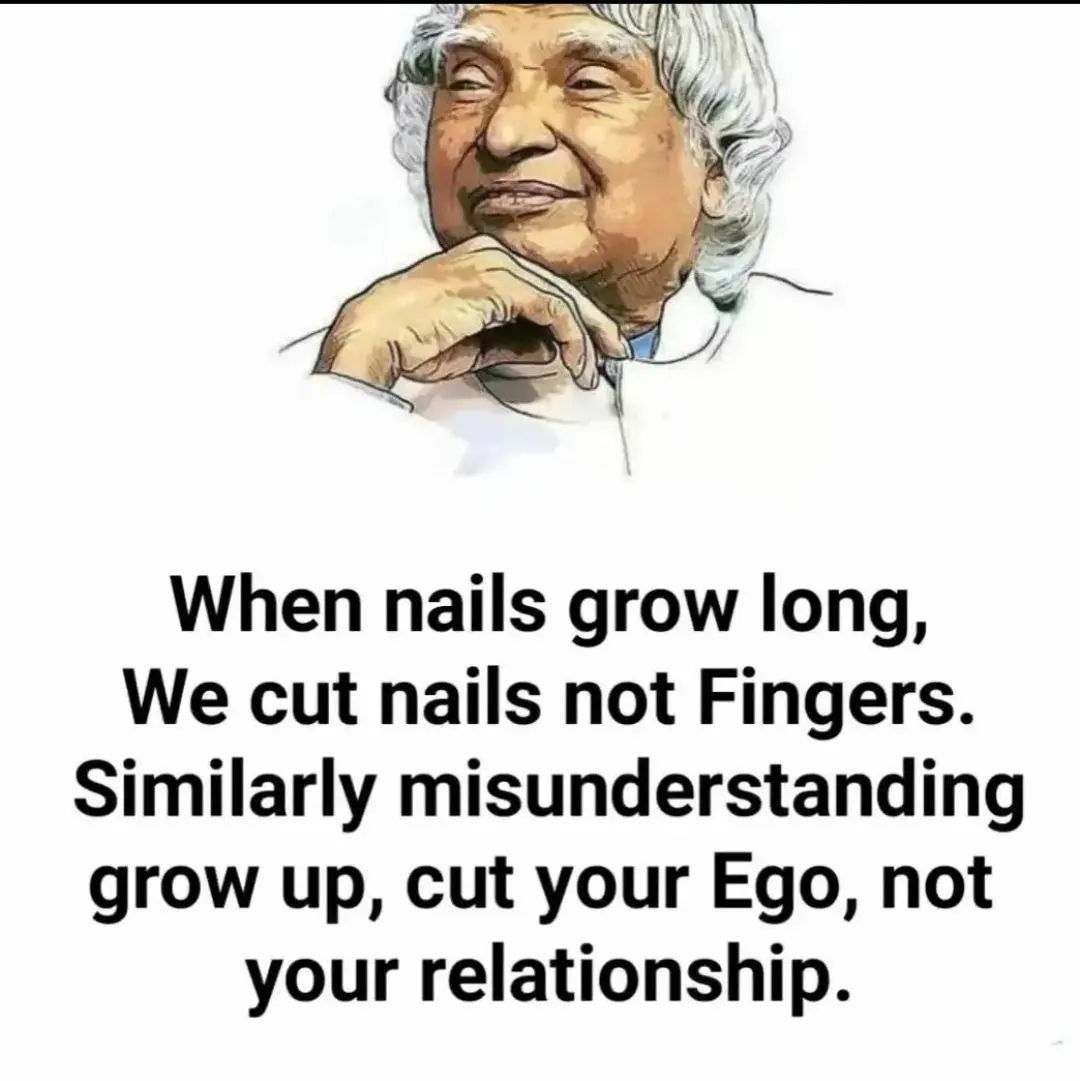 When nails grow long,
We cut nails not Fingers.
Similarly misunderstanding
grow up, cut your Ego, not
your relationship.